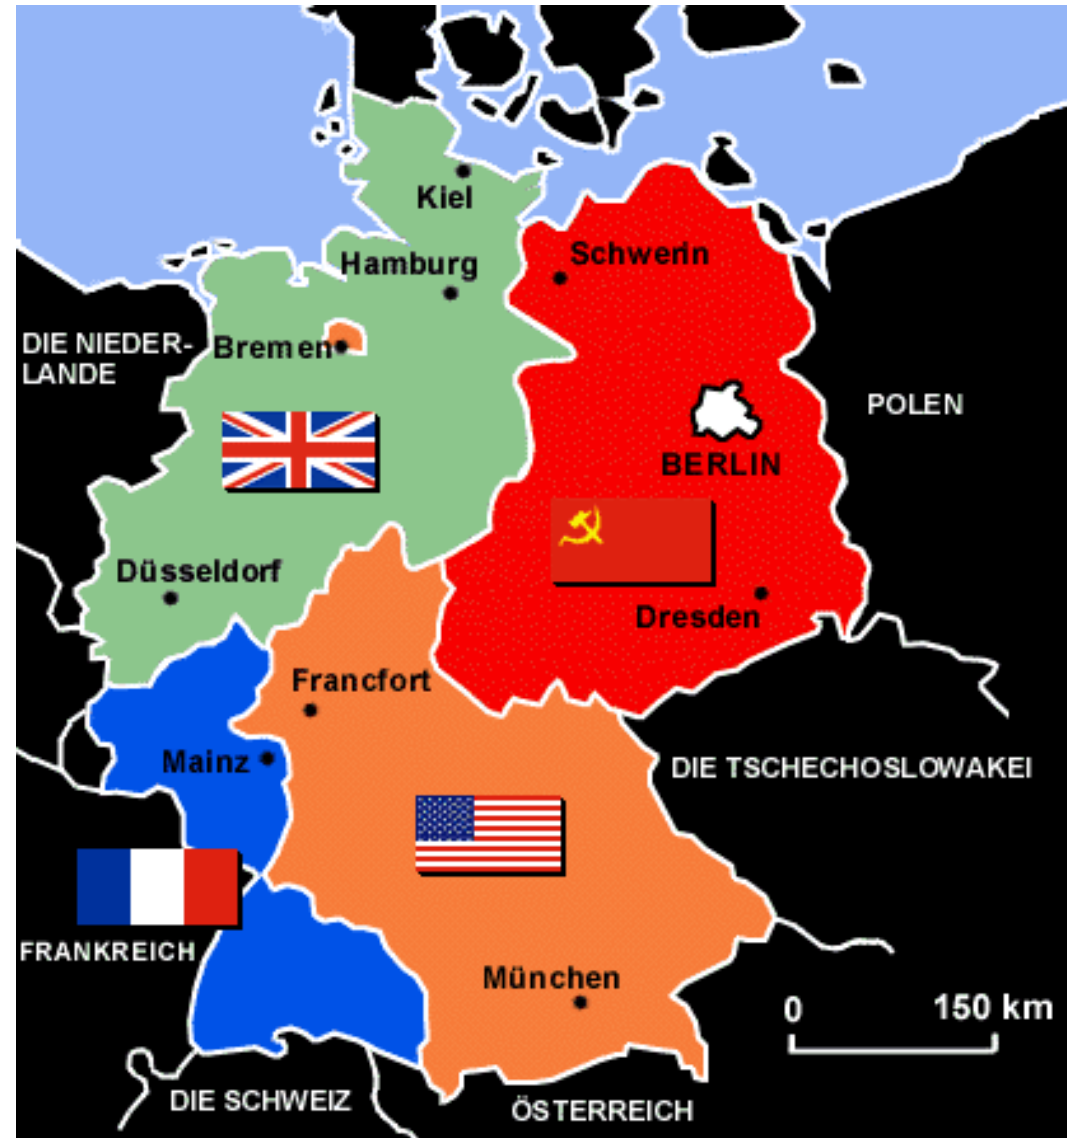 Kiel
Schwerin
Hamburg
DIE NIEDER-
LANDE
Bremen
POLEN
BERLIN
Düsseldorf
Dresden
Francfort
Mainz
DIE TSCHECHOSLOWAKEI
FRANKREICH
München
0 150 km
DIE SCHWEIZ
ÖSTERREICH